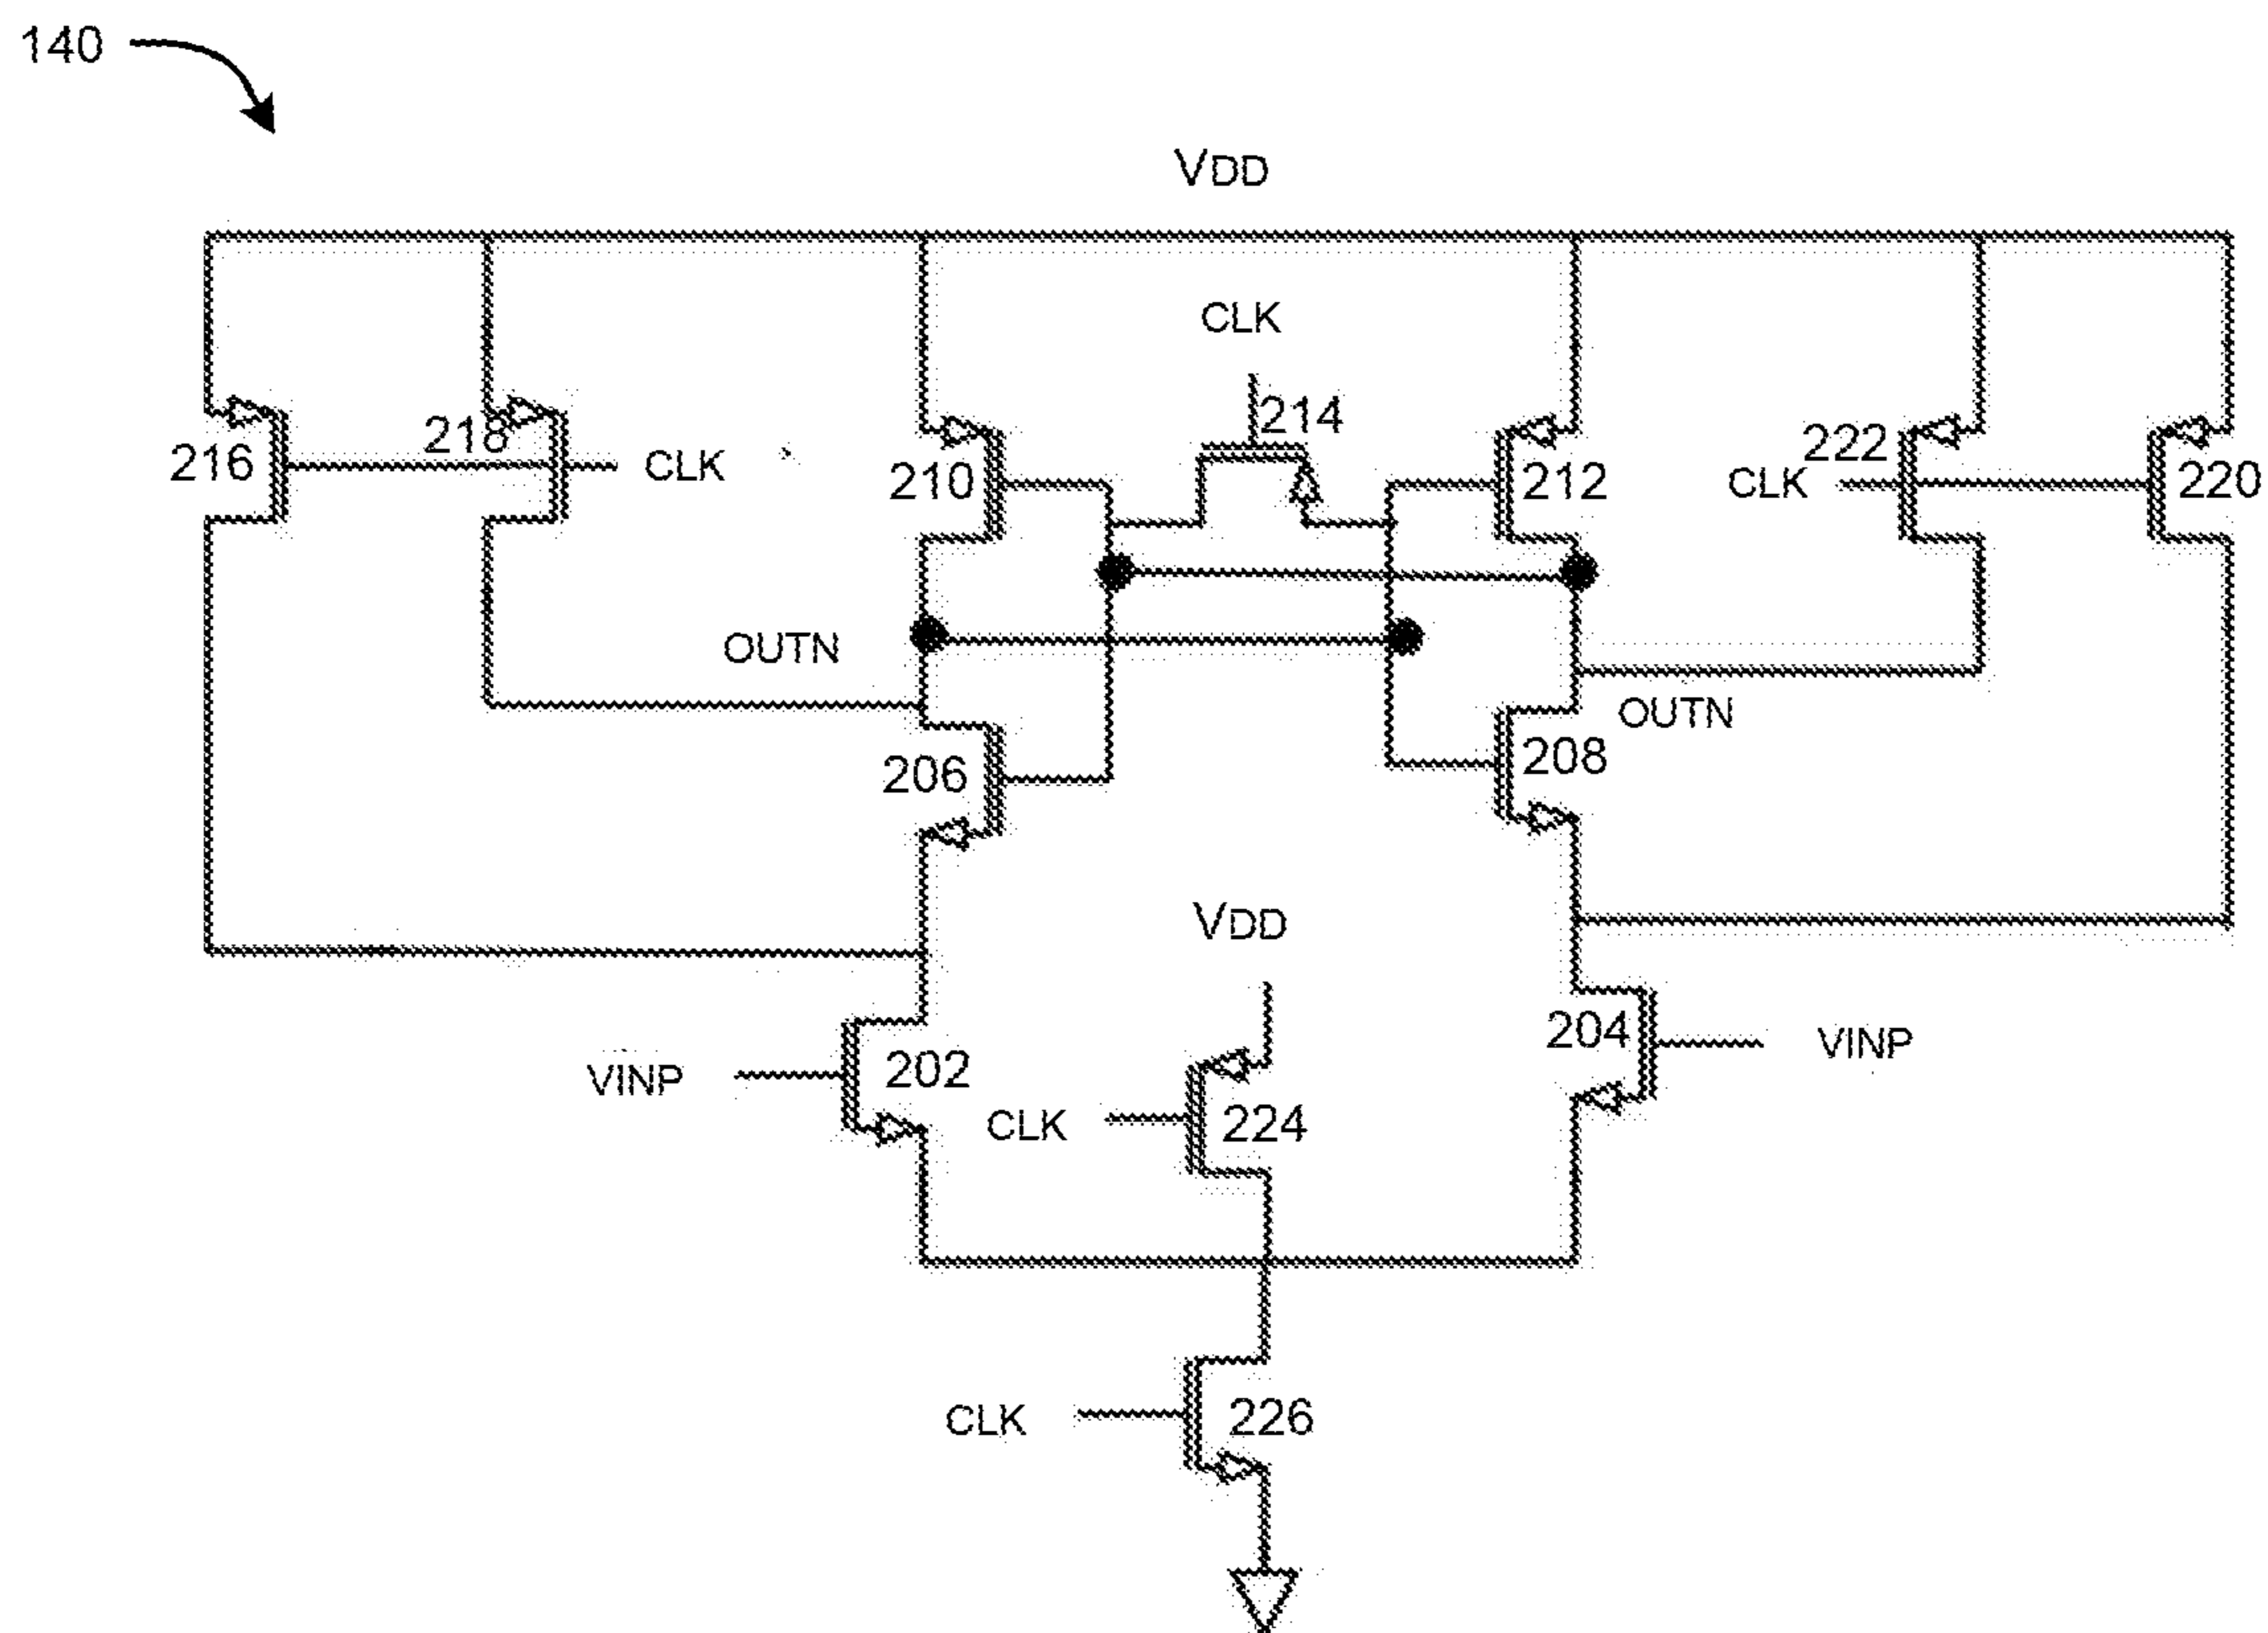 140
VDD
CLK
214
218
216
CLK
210
212
222
CLK
220
OUTN
OUTN
206
208
VDD
VINP
202
204
VINP
CLK
224
CLK
226